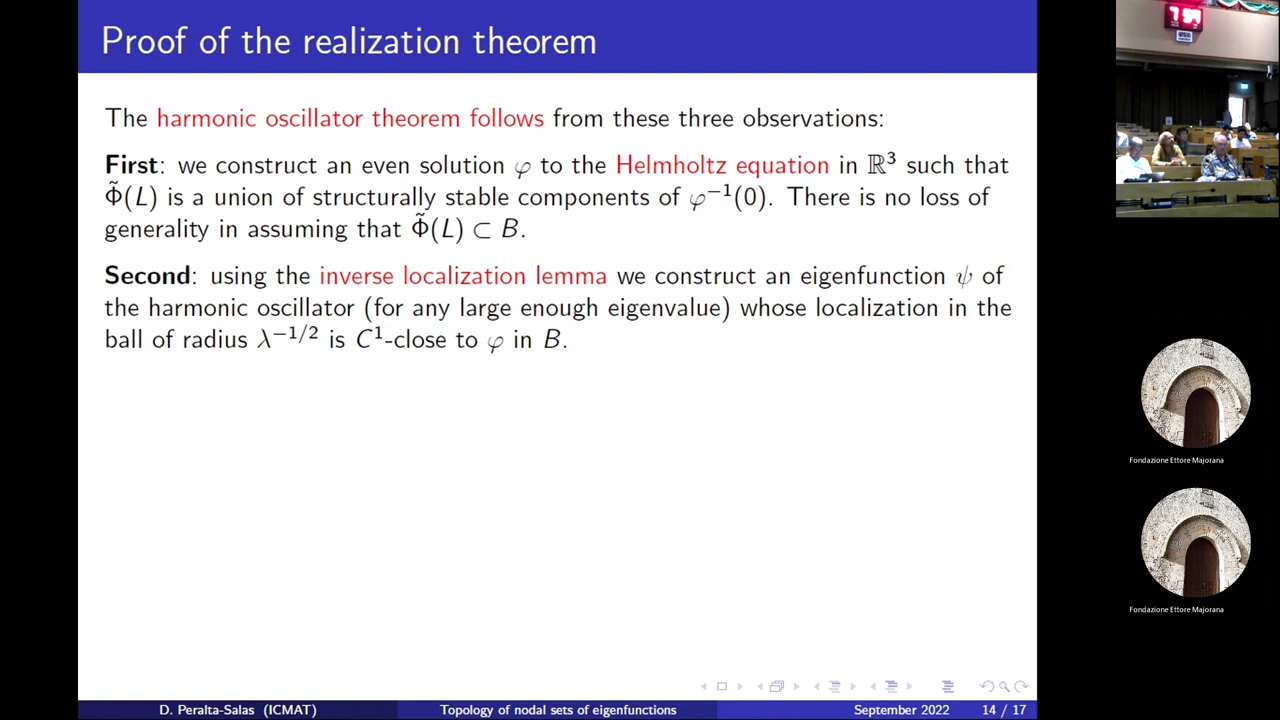 Proof of the realization theorem
The harmonic oscillator theorem follows from these three observations:
First: we construct an even solution φ to the Helmholtz equation in ℝ³ such that
Φ̃(L) is a union of structurally stable components of φ⁻¹(0). There is no loss of
generality in assuming that Φ̃(L) ⊂ B.
Second: using the inverse localization lemma we construct an eigenfunction ψ of
the harmonic oscillator (for any large enough eigenvalue) whose localization in the
ball of radius λ^{-1/2} is C¹-close to φ in B.
D. Peralta-Salas (ICMAT)
Topology of nodal sets of eigenfunctions
September 2022
14 / 17
Fondazione Ettore Majorana
Fondazione Ettore Majorana